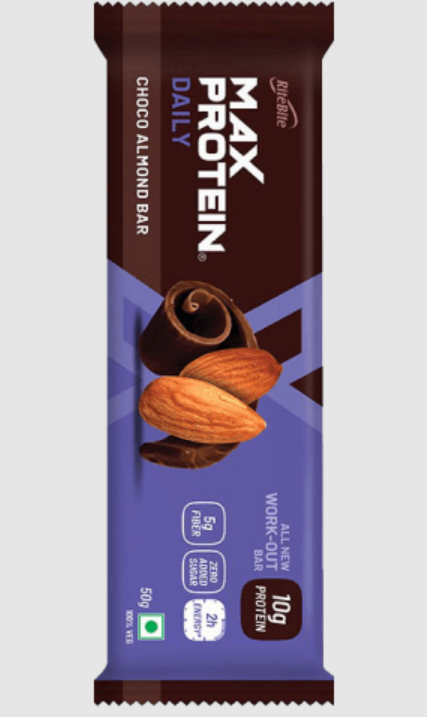 RiteBite
MAX
PROTEIN®
DAILY
CHOCO ALMOND BAR
ALL NEW
WORK-OUT
BAR
10g
PROTEIN
5g
FIBER
ZERO
ADDED
SUGAR
2h
ENERGY*
50g
100% VEG